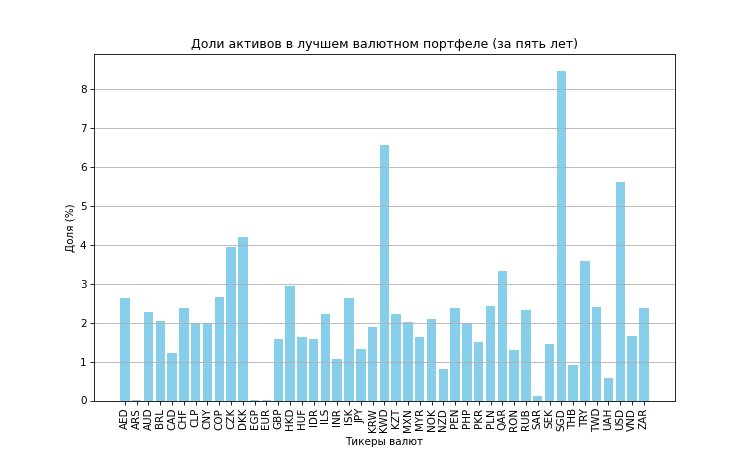 Доли активов в лучшем валютном портфеле (за пять лет)
Доля (%)
8
7
6
5
4
3
2
1
0
AED ARS AUD BRL CAD CHF CLP CNY COP CZK DKK EGP EUR GBP HKD HUF IDR ILS INR ISK JPY KRW KWD KZT MXN MYR NOK NZD PEN PHP PKR PLN QAR RON RUB SAR SEK SGD THB TRY TWD UAH USD VND ZAR
Тикеры валют